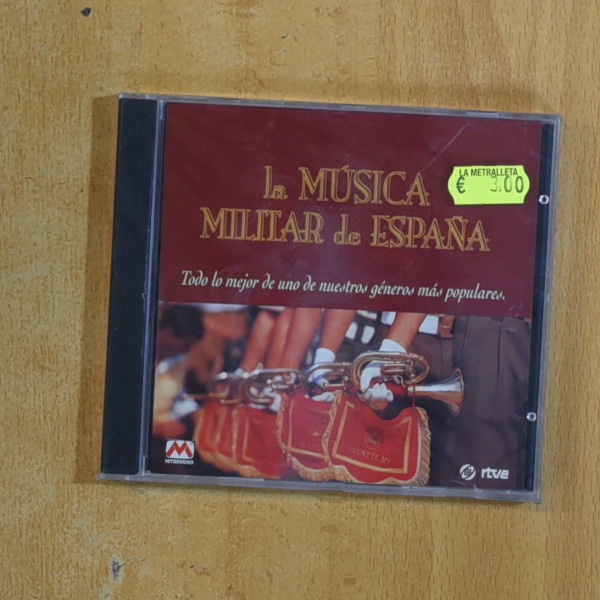 la MÚSICA
MILITAR de ESPAÑA
LA METRALLETA
€ 3.00
Todo lo mejor de uno de nuestros géneros más populares.
METROVIDEO
rtve